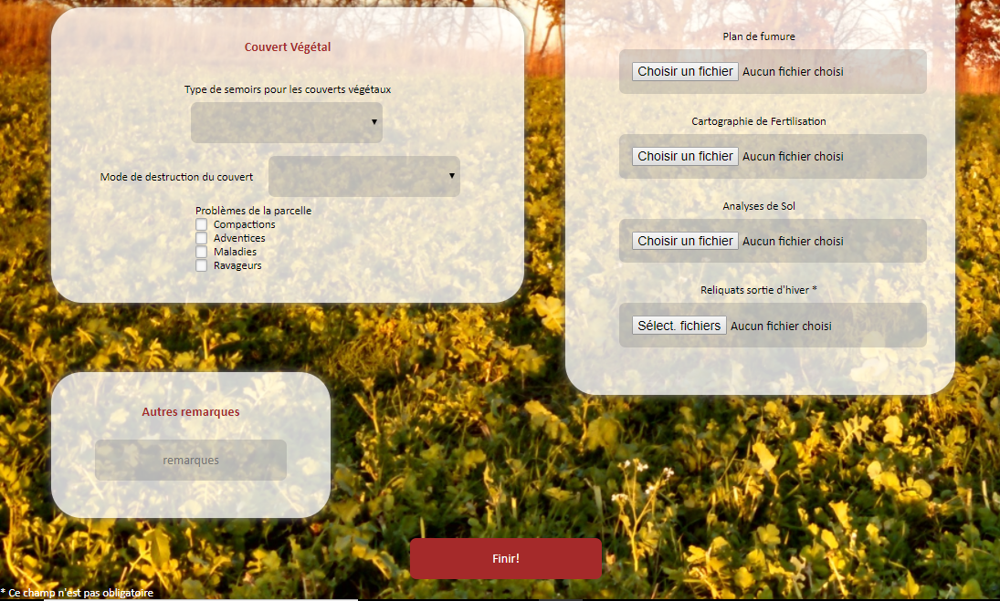 Couvert Végétal
Type de semoirs pour les couverts végétaux
Mode de destruction du couvert
Problèmes de la parcelle
Compactions
Adventices
Maladies
Ravageurs
Plan de fumure
Choisir un fichier Aucun fichier choisi
Cartographie de Fertilisation
Choisir un fichier Aucun fichier choisi
Analyses de Sol
Choisir un fichier Aucun fichier choisi
Reliquats sortie d'hiver *
Sélect. fichiers Aucun fichier choisi
Autres remarques
remarques
Finir!
* Ce champ n'est pas obligatoire